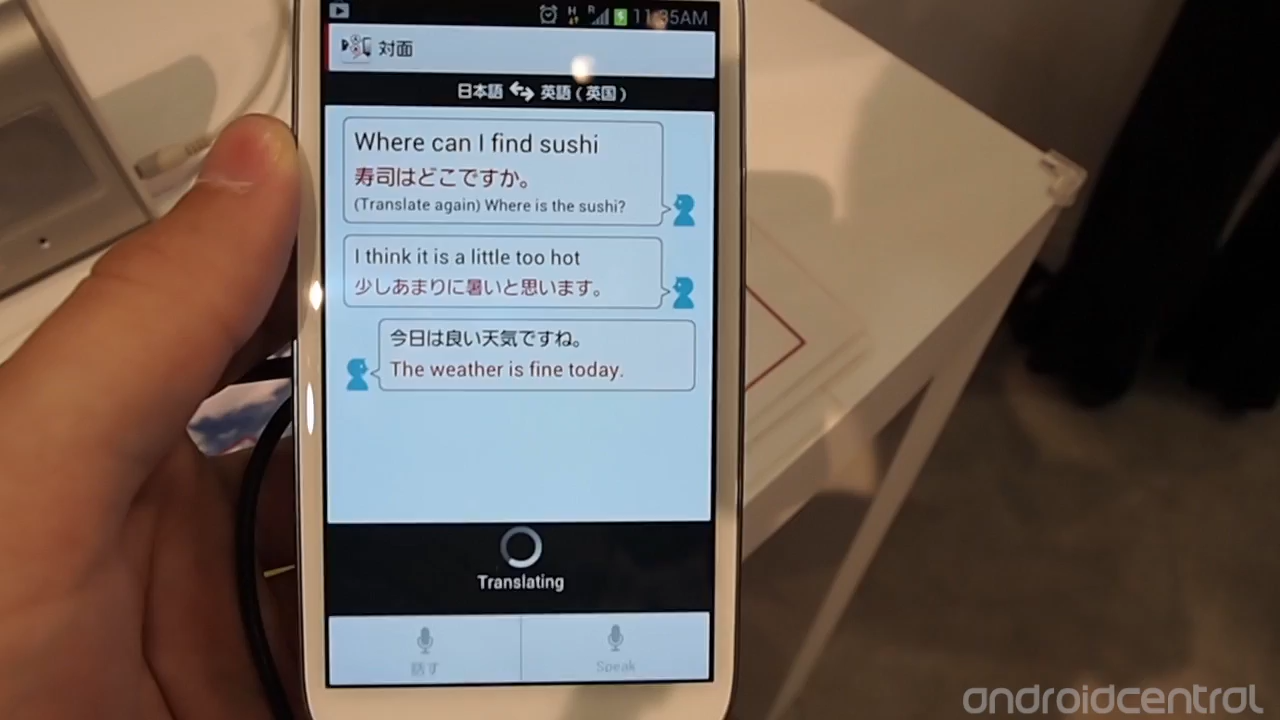 H R 11:35AM
対面
日本語 英語（英国）
Where can I find sushi
寿司はどこですか。
(Translate again) Where is the sushi?
I think it is a little too hot
少しあまりに暑いと思います。
今日は良い天気ですね。
The weather is fine today.
Translating
話す Speak
androidcentral